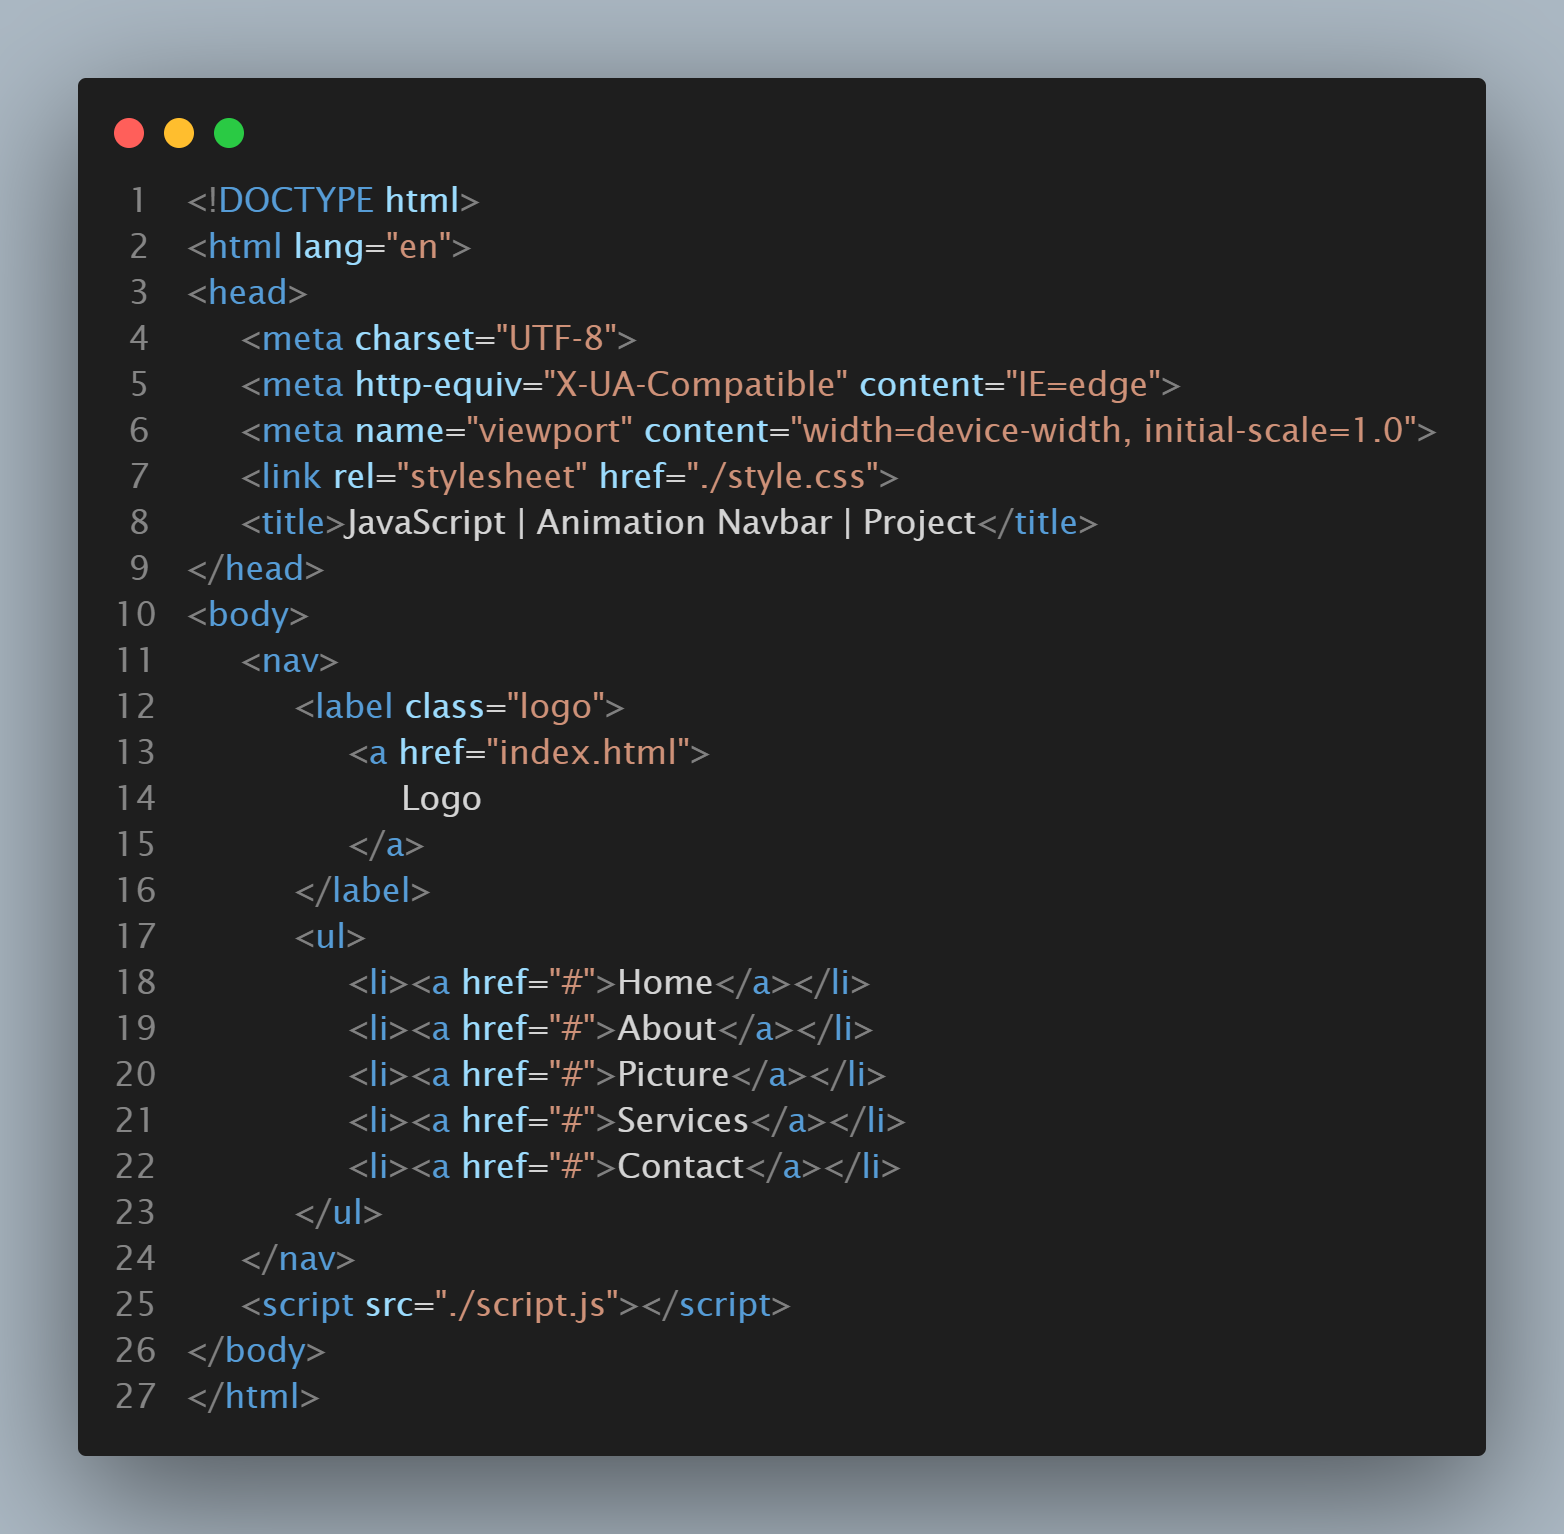 1 <!DOCTYPE html>
2 <html lang="en">
3 <head>
4     <meta charset="UTF-8">
5     <meta http-equiv="X-UA-Compatible" content="IE=edge">
6     <meta name="viewport" content="width=device-width, initial-scale=1.0">
7     <link rel="stylesheet" href="./style.css">
8     <title>JavaScript | Animation Navbar | Project</title>
9 </head>
10 <body>
11     <nav>
12         <label class="logo">
13             <a href="index.html">
14                 Logo
15             </a>
16         </label>
17         <ul>
18             <li><a href="#">Home</a></li>
19             <li><a href="#">About</a></li>
20             <li><a href="#">Picture</a></li>
21             <li><a href="#">Services</a></li>
22             <li><a href="#">Contact</a></li>
23         </ul>
24     </nav>
25     <script src="./script.js"></script>
26 </body>
27 </html>